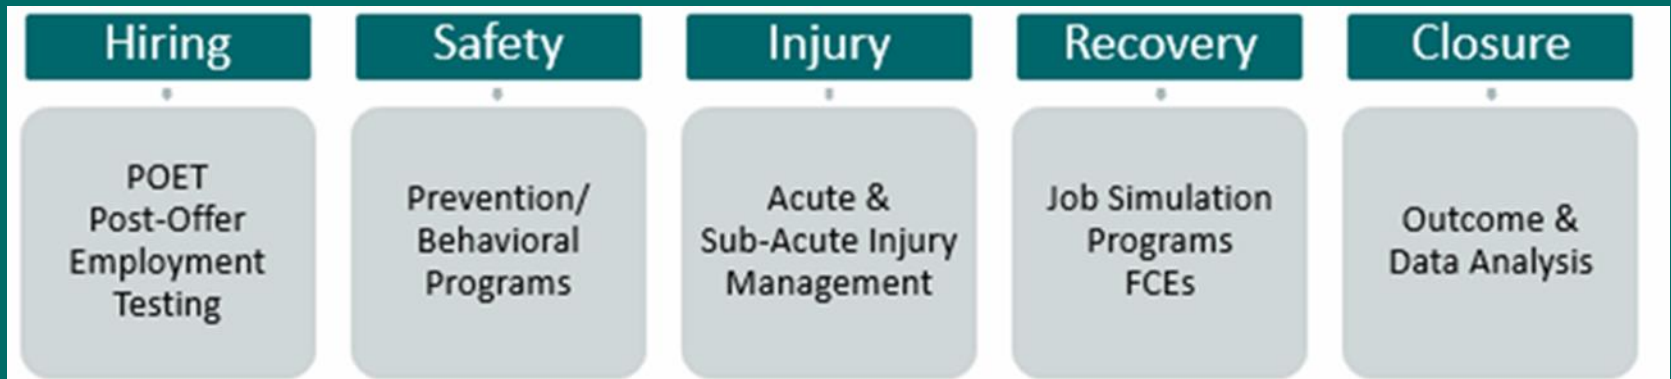 Hiring
POET
Post-Offer
Employment
Testing
Safety
Prevention/
Behavioral
Programs
Injury
Acute &
Sub-Acute Injury
Management
Recovery
Job Simulation
Programs
FCEs
Closure
Outcome &
Data Analysis